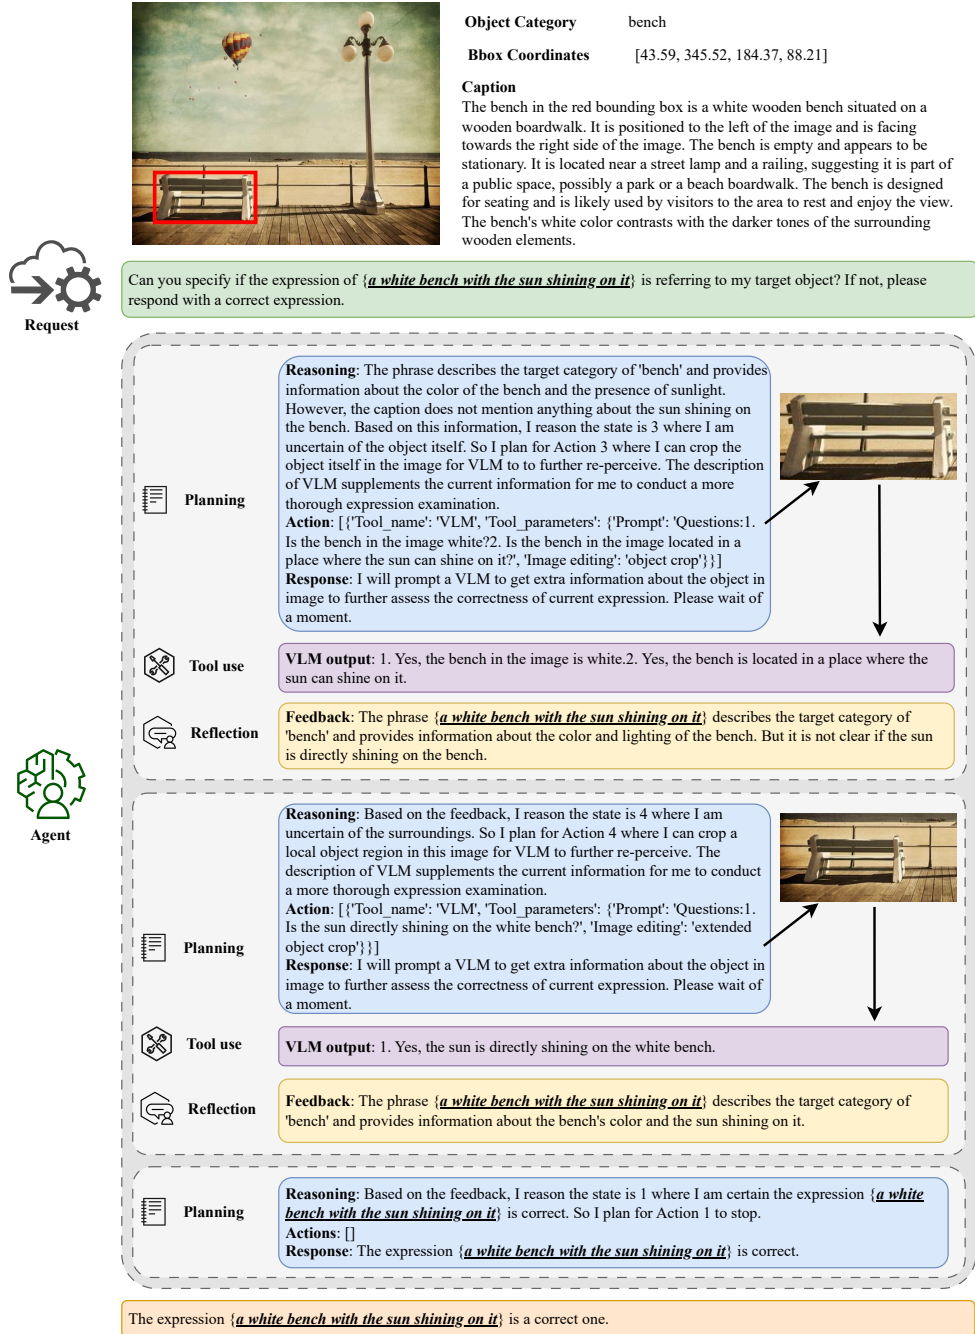 Object Category bench
Bbox Coordinates [43.59, 345.52, 184.37, 88.21]
Caption
The bench in the red bounding box is a white wooden bench situated on a
wooden boardwalk. It is positioned to the left of the image and is facing
towards the right side of the image. The bench is empty and appears to be
stationary. It is located near a street lamp and a railing, suggesting it is part of
a public space, possibly a park or a beach boardwalk. The bench is designed
for seating and is likely used by visitors to the area to rest and enjoy the view.
The bench's white color contrasts with the darker tones of the surrounding
wooden elements.
Request
Can you specify if the expression of {a white bench with the sun shining on it} is referring to my target object? If not, please
respond with a correct expression.
Agent
Planning
Reasoning: The phrase describes the target category of 'bench' and provides
information about the color of the bench and the presence of sunlight.
However, the caption does not mention anything about the sun shining on
the bench. Based on this information, I reason the state is 3 where I am
uncertain of the object itself. So I plan for Action 3 where I can crop the
object itself in the image for VLM to to further re-perceive. The description
of VLM supplements the current information for me to conduct a more
thorough expression examination.
Action: [{'Tool_name': 'VLM', 'Tool_parameters': {'Prompt': 'Questions:1.
Is the bench in the image white?2. Is the bench in the image located in a
place where the sun can shine on it?', 'Image editing': 'object crop'}}]
Response: I will prompt a VLM to get extra information about the object in
image to further assess the correctness of current expression. Please wait of
a moment.
Tool use
VLM output: 1. Yes, the bench in the image is white.2. Yes, the bench is located in a place where the
sun can shine on it.
Reflection
Feedback: The phrase {a white bench with the sun shining on it} describes the target category of
'bench' and provides information about the color and lighting of the bench. But it is not clear if the sun
is directly shining on the bench.
Planning
Reasoning: Based on the feedback, I reason the state is 4 where I am
uncertain of the surroundings. So I plan for Action 4 where I can crop a
local object region in this image for VLM to further re-perceive. The
description of VLM supplements the current information for me to conduct
a more thorough expression examination.
Action: [{'Tool_name': 'VLM', 'Tool_parameters': {'Prompt': 'Questions:1.
Is the sun directly shining on the white bench?', 'Image editing': 'extended
object crop'}}]
Response: I will prompt a VLM to get extra information about the object in
image to further assess the correctness of current expression. Please wait of
a moment.
Tool use
VLM output: 1. Yes, the sun is directly shining on the white bench.
Reflection
Feedback: The phrase {a white bench with the sun shining on it} describes the target category of
'bench' and provides information about the bench's color and the sun shining on it.
Planning
Reasoning: Based on the feedback, I reason the state is 1 where I am certain the expression {a white
bench with the sun shining on it} is correct. So I plan for Action 1 to stop.
Actions: []
Response: The expression {a white bench with the sun shining on it} is correct.
The expression {a white bench with the sun shining on it} is a correct one.